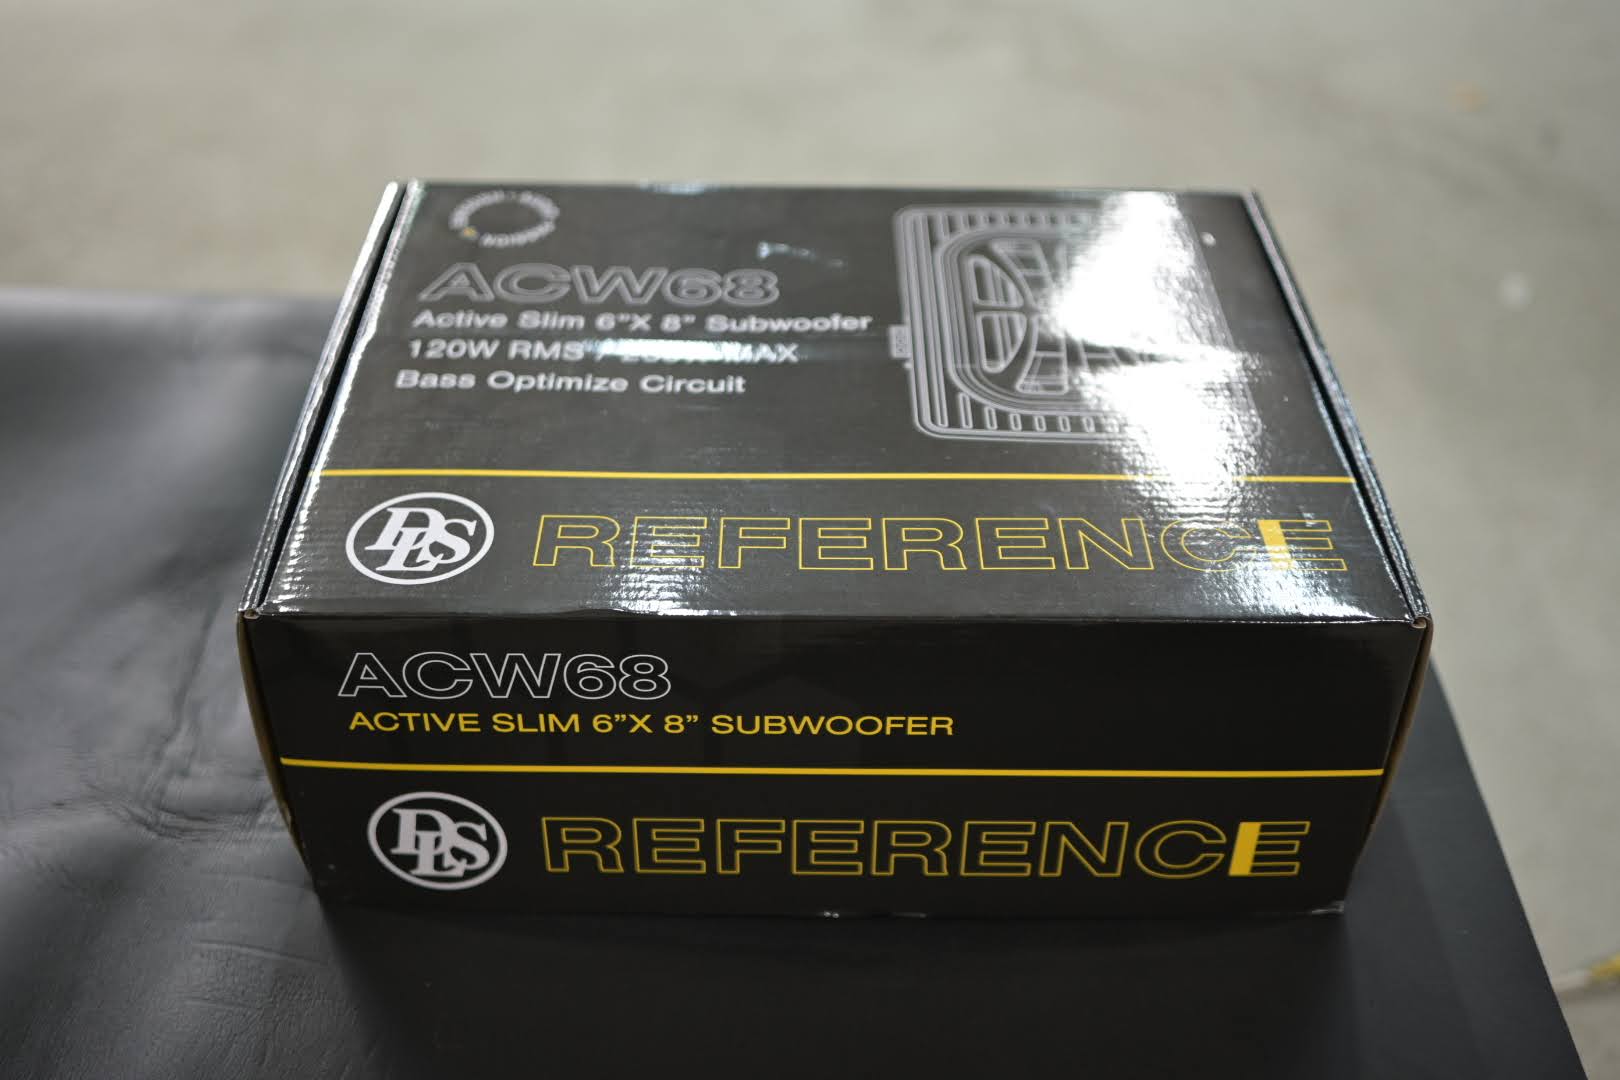 ACW68
Active Slim 6”X 8” Subwoofer
120W RMS / MAX
Bass Optimize Circuit
DLS REFERENCE
ACW68
ACTIVE SLIM 6”X 8” SUBWOOFER
DLS REFERENCE